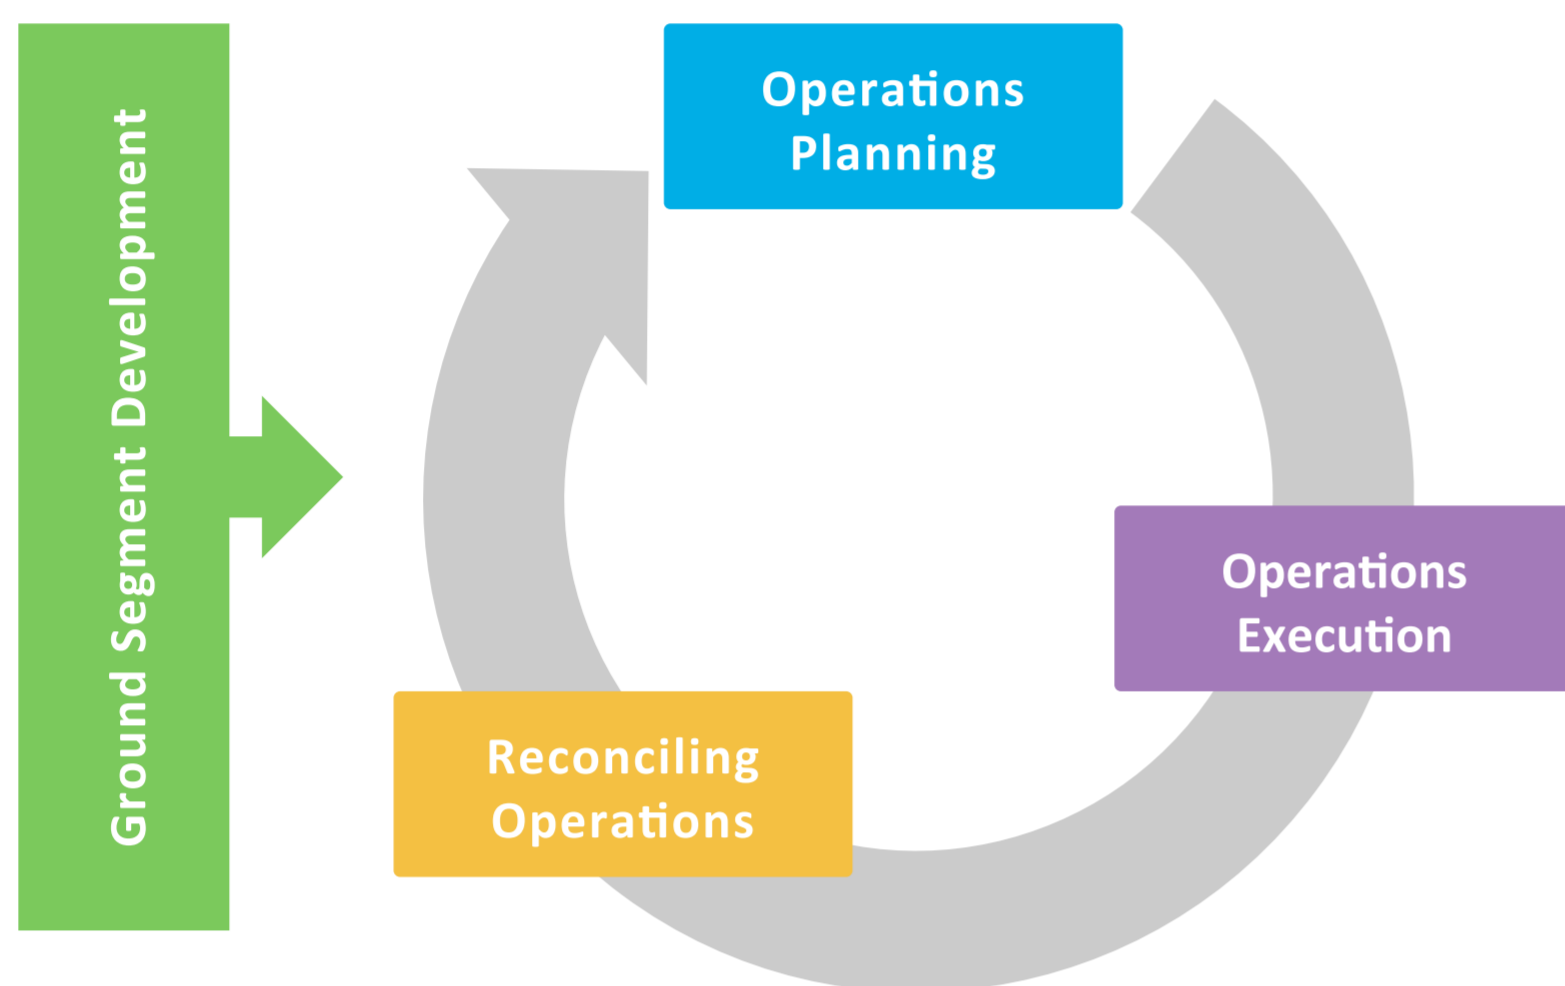 Ground Segment Development
Operations
Planning
Operations
Execution
Reconciling
Operations